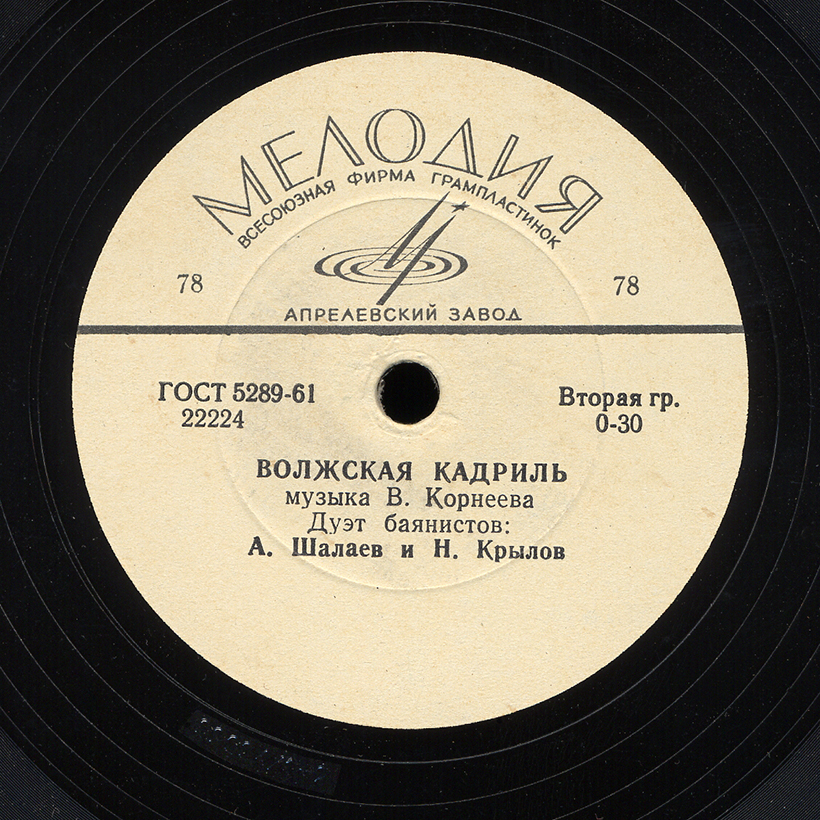 МЕЛОДИЯ
ВСЕСОЮЗНАЯ ФИРМА ГРАМПЛАСТИНОК
78
78
АПРЕЛЕВСКИЙ ЗАВОД
ГОСТ 5289-61
Вторая гр.
22224
0-30
ВОЛЖСКАЯ КАДРИЛЬ
музыка В. Корнеева
Дуэт баянистов:
А. Шалаев и Н. Крылов